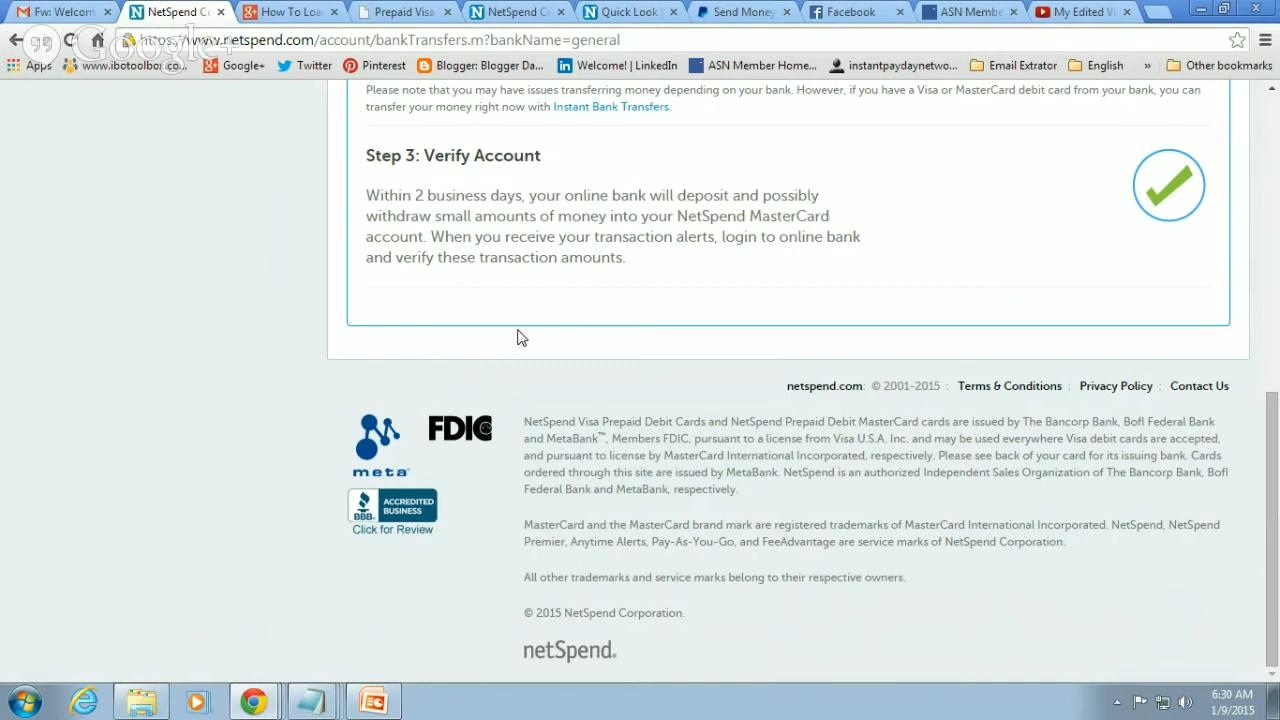 Fw: Welcom
NetSpend Co
How To Loa
Prepaid Visa
NetSpend C
Quick Look
Send Money
Facebook
ASN Membe
My Edited V
Google+
https://www.netspend.com/account/bankTransfers.m?bankName=general
Apps
www.ibotoolbox.co...
Google+
Twitter
Pinterest
Blogger: Blogger Da...
Welcome! | LinkedIn
ASN Member Home...
instantpaydaynetwo...
Email Extrator
English
»
Other bookmarks
Please note that you may have issues transferring money depending on your bank. However, if you have a Visa or MasterCard debit card from your bank, you can
transfer your money right now with Instant Bank Transfers.
Step 3: Verify Account
Within 2 business days, your online bank will deposit and possibly
withdraw small amounts of money into your NetSpend MasterCard
account. When you receive your transaction alerts, login to online bank
and verify these transaction amounts.
netspend.com: © 2001-2015 : Terms & Conditions : Privacy Policy : Contact Us
meta
FDIC
BBB
ACCREDITED
BUSINESS
Click for Review
NetSpend Visa Prepaid Debit Cards and NetSpend Prepaid Debit MasterCard cards are issued by The Bancorp Bank, BofI Federal Bank
and MetaBank™, Members FDIC, pursuant to a license from Visa U.S.A. Inc. and may be used everywhere Visa debit cards are accepted,
and pursuant to license by MasterCard International Incorporated, respectively. Please see back of your card for its issuing bank. Cards
ordered through this site are issued by MetaBank. NetSpend is an authorized Independent Sales Organization of The Bancorp Bank, BofI
Federal Bank and MetaBank, respectively.
MasterCard and the MasterCard brand mark are registered trademarks of MasterCard International Incorporated. NetSpend, NetSpend
Premier, Anytime Alerts, Pay-As-You-Go, and FeeAdvantage are service marks of NetSpend Corporation.
All other trademarks and service marks belong to their respective owners.
© 2015 NetSpend Corporation.
netSpend.
6:30 AM
1/9/2015